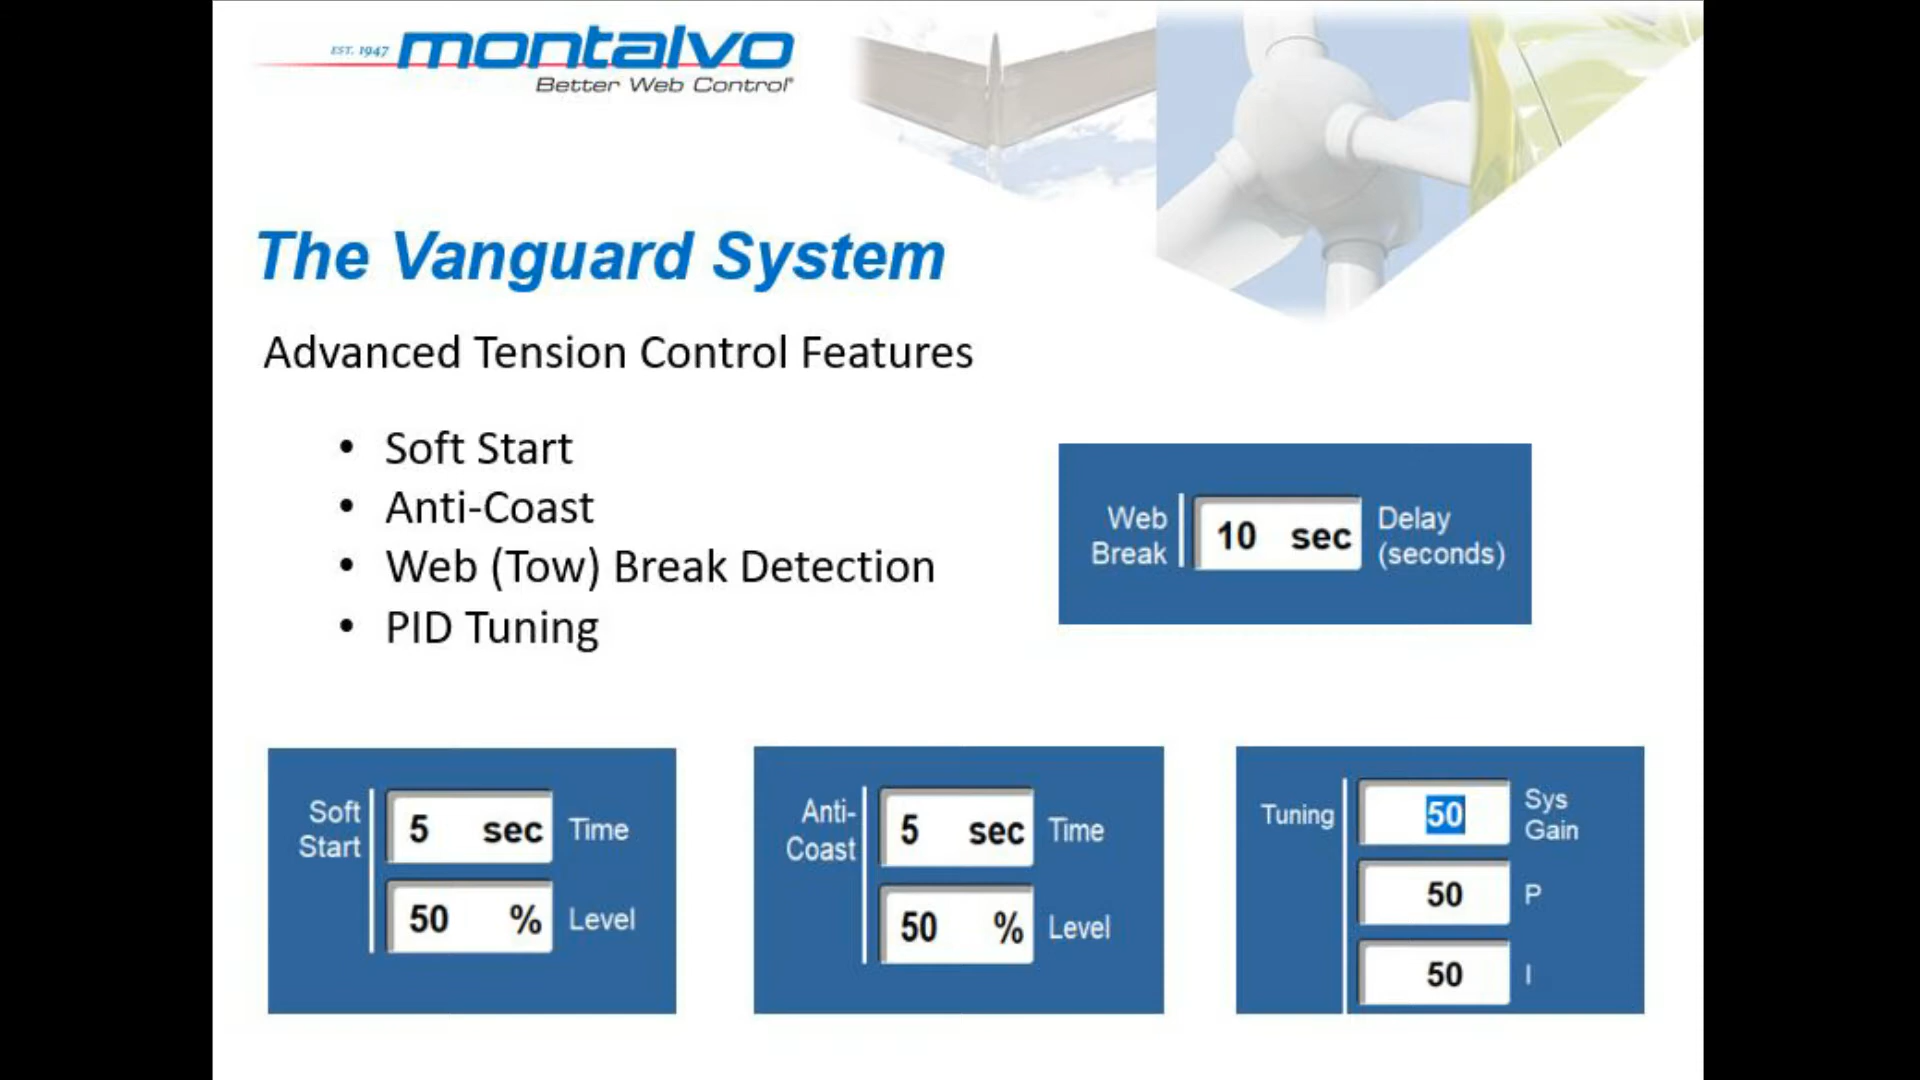 EST. 1947 montalvo
Better Web Control®
The Vanguard System
Advanced Tension Control Features
• Soft Start
• Anti-Coast
• Web (Tow) Break Detection
• PID Tuning
Web Break 10 sec Delay (seconds)
Soft Start 5 sec Time
50 % Level
Anti-Coast 5 sec Time
50 % Level
Tuning 50 Sys Gain
50 P
50 I